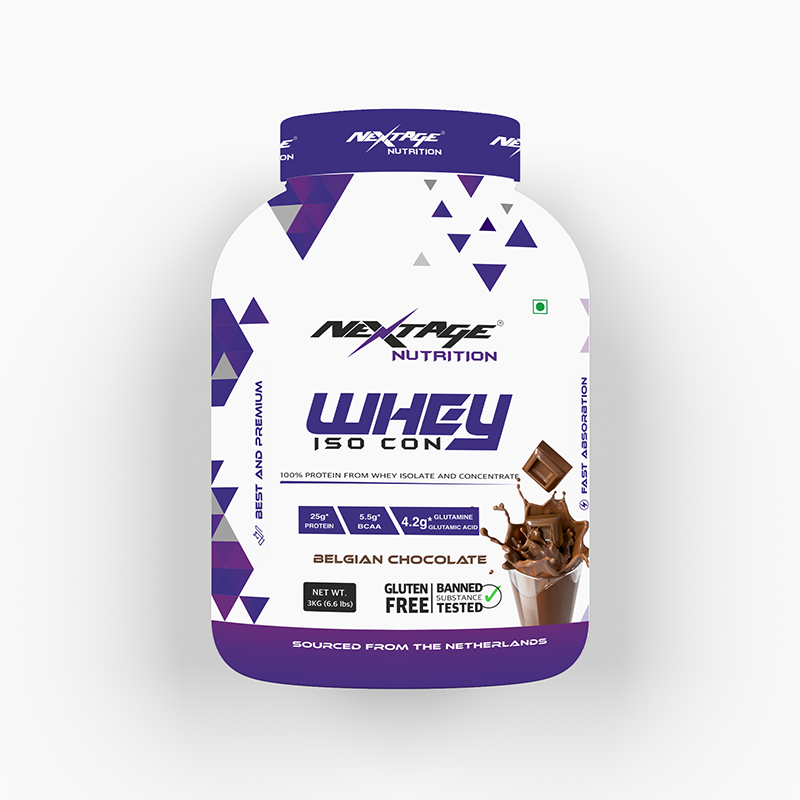 NEXTAGE®
NUTRITION
NEXTAGE®
NUTRITION
WHEY
ISO CON
100% PROTEIN FROM WHEY ISOLATE AND CONCENTRATE
25g*
PROTEIN
5.5g*
BCAA
4.2g*
GLUTAMINE
GLUTAMIC ACID
BELGIAN CHOCOLATE
NET WT.
3KG (6.6 lbs)
GLUTEN
FREE
BANNED
SUBSTANCE
TESTED
BEST AND PREMIUM
FAST ABSORBTION
SOURCED FROM THE NETHERLANDS